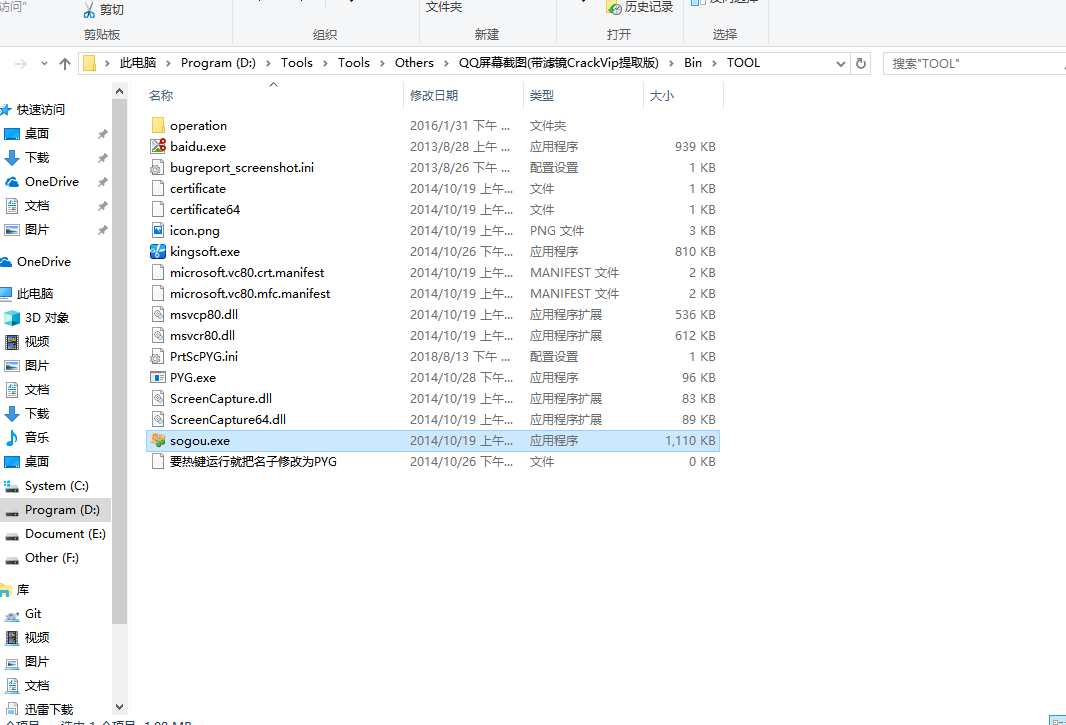 访问"
剪切
文件夹
历史记录
剪贴板
组织
新建
打开
选择
此电脑 > Program (D:) > Tools > Tools > Others > QQ屏幕截图(带滤镜CrackVip提取版) > Bin > TOOL
搜索"TOOL"
快速访问
桌面
下载
OneDrive
文档
图片
OneDrive
此电脑
3D 对象
视频
图片
文档
下载
音乐
桌面
System (C:)
Program (D:)
Document (E:)
Other (F:)
库
Git
视频
图片
文档
迅雷下载
名称 修改日期 类型 大小
operation 2016/1/31 下午 ... 文件夹
baidu.exe 2013/8/28 上午 ... 应用程序 939 KB
bugreport_screenshot.ini 2013/8/26 下午 ... 配置设置 1 KB
certificate 2014/10/19 上午... 文件 1 KB
certificate64 2014/10/19 上午... 文件 1 KB
icon.png 2014/10/19 上午... PNG 文件 3 KB
kingsoft.exe 2014/10/26 下午... 应用程序 810 KB
microsoft.vc80.crt.manifest 2014/10/19 上午... MANIFEST 文件 2 KB
microsoft.vc80.mfc.manifest 2014/10/19 上午... MANIFEST 文件 2 KB
msvcp80.dll 2014/10/19 上午... 应用程序扩展 536 KB
msvcr80.dll 2014/10/19 上午... 应用程序扩展 612 KB
PrtScPYG.ini 2018/8/13 下午 ... 配置设置 1 KB
PYG.exe 2014/10/28 下午... 应用程序 96 KB
ScreenCapture.dll 2014/10/19 上午... 应用程序扩展 83 KB
ScreenCapture64.dll 2014/10/19 上午... 应用程序扩展 89 KB
sogou.exe 2014/10/19 上午... 应用程序 1,110 KB
要热键运行就把名子修改为PYG 2014/10/26 下午... 文件 0 KB